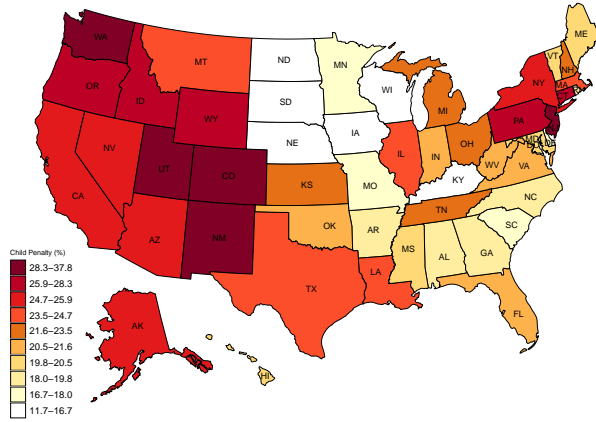 WA
ME
MT
ND
MN
VT
NH
OR
ID
SD
WI
NY
MA
CT
WY
MI
PA
IA
NE
NV
UT
CO
IL
IN
OH
MD
DE
WV
VA
CA
KS
MO
KY
NC
AZ
NM
OK
TN
AR
SC
MS
AL
GA
TX
LA
FL
AK
HI
Child Penalty (%)
28.3–37.8
25.9–28.3
24.7–25.9
23.5–24.7
21.6–23.5
20.5–21.6
19.8–20.5
18.0–19.8
16.7–18.0
11.7–16.7